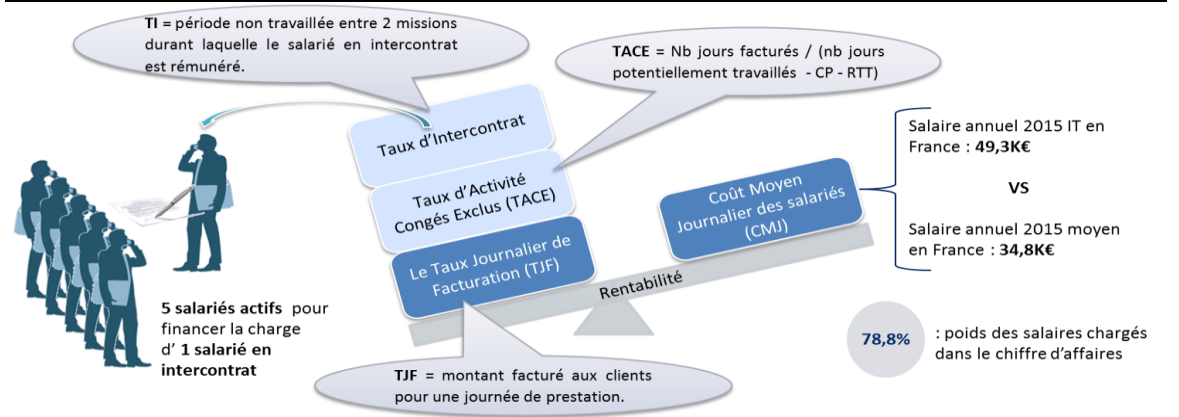 TI = période non travaillée entre 2 missions
durant laquelle le salarié en intercontrat
est rémunéré.
TACE = Nb jours facturés / (nb jours
potentiellement travaillés - CP - RTT)
Taux d'Intercontrat
Taux d'Activité
Congés Exclus (TACE)
Le Taux Journalier de
Facturation (TJF)
Coût Moyen
Journalier des salariés
(CMJ)
Rentabilité
Salaire annuel 2015 IT en
France : 49,3K€
VS
Salaire annuel 2015 moyen
en France : 34,8K€
5 salariés actifs pour
financer la charge
d' 1 salarié en
intercontrat
78,8%
: poids des salaires chargés
dans le chiffre d'affaires
TJF = montant facturé aux clients
pour une journée de prestation.